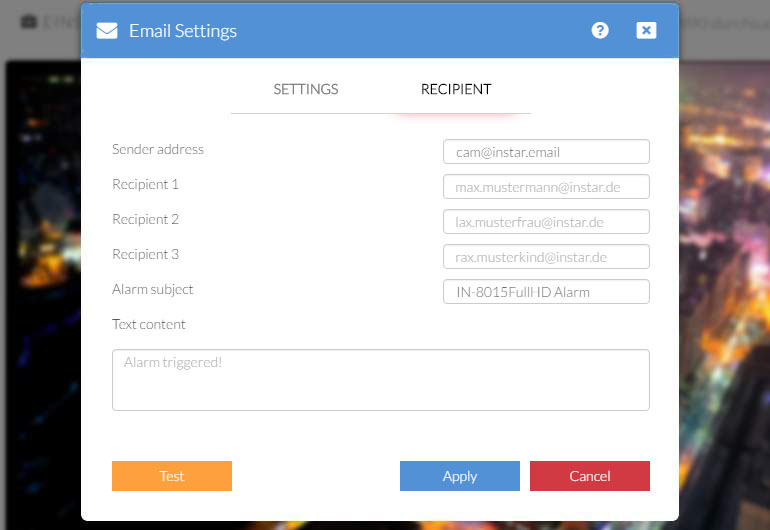 Email Settings
SETTINGS RECIPIENT
Sender address cam@instar.email
Recipient 1 max.mustermann@instar.de
Recipient 2 lax.musterfrau@instar.de
Recipient 3 rax.musterkind@instar.de
Alarm subject IN-8015FullHD Alarm
Text content
Alarm triggered!
Test Apply Cancel